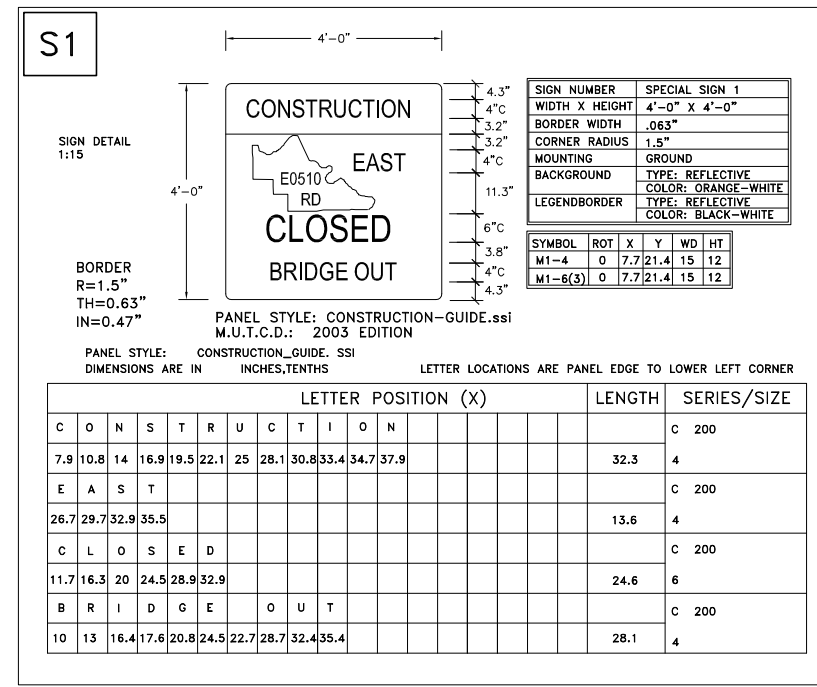 S1
4'-0"
SIGN DETAIL
1:15
4'-0"
CONSTRUCTION
EAST
E0510
RD
CLOSED
BRIDGE OUT
4.3"
4"C
3.2"
3.2"
4"C
11.3"
6"C
3.8"
4"C
4.3"
SIGN NUMBER SPECIAL SIGN 1
WIDTH X HEIGHT 4'-0" X 4'-0"
BORDER WIDTH .063"
CORNER RADIUS 1.5"
MOUNTING GROUND
BACKGROUND TYPE: REFLECTIVE
COLOR: ORANGE-WHITE
LEGENDBORDER TYPE: REFLECTIVE
COLOR: BLACK-WHITE
SYMBOL ROT X Y WD HT
M1-4 0 7.7 21.4 15 12
M1-6(3) 0 7.7 21.4 15 12
BORDER
R=1.5"
TH=0.63"
IN=0.47"
PANEL STYLE: CONSTRUCTION-GUIDE.ssi
M.U.T.C.D.: 2003 EDITION
PANEL STYLE: CONSTRUCTION_GUIDE. SSI
DIMENSIONS ARE IN INCHES,TENTHS LETTER LOCATIONS ARE PANEL EDGE TO LOWER LEFT CORNER
LETTER POSITION (X) LENGTH SERIES/SIZE
C O N S T R U C T I O N C 200
7.9 10.8 14 16.9 19.5 22.1 25 28.1 30.8 33.4 34.7 37.9 32.3 4
E A S T C 200
26.7 29.7 32.9 35.5 13.6 4
C L O S E D C 200
11.7 16.3 20 24.5 28.9 32.9 24.6 6
B R I D G E O U T C 200
10 13 16.4 17.6 20.8 24.5 22.7 28.7 32.4 35.4 28.1 4